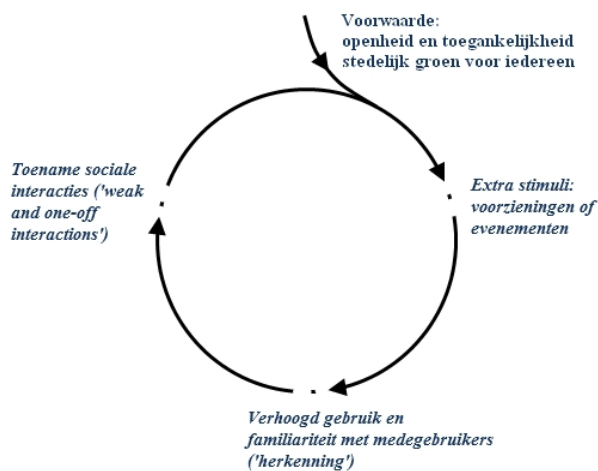 Voorwaarde:
openheid en toegankelijkheid
stedelijk groen voor iedereen
Extra stimuli:
voorzieningen of
evenementen
Verhoogd gebruik en
familiariteit met medegebruikers
('herkenning')
Toename sociale
interacties ('weak
and one-off
interactions')